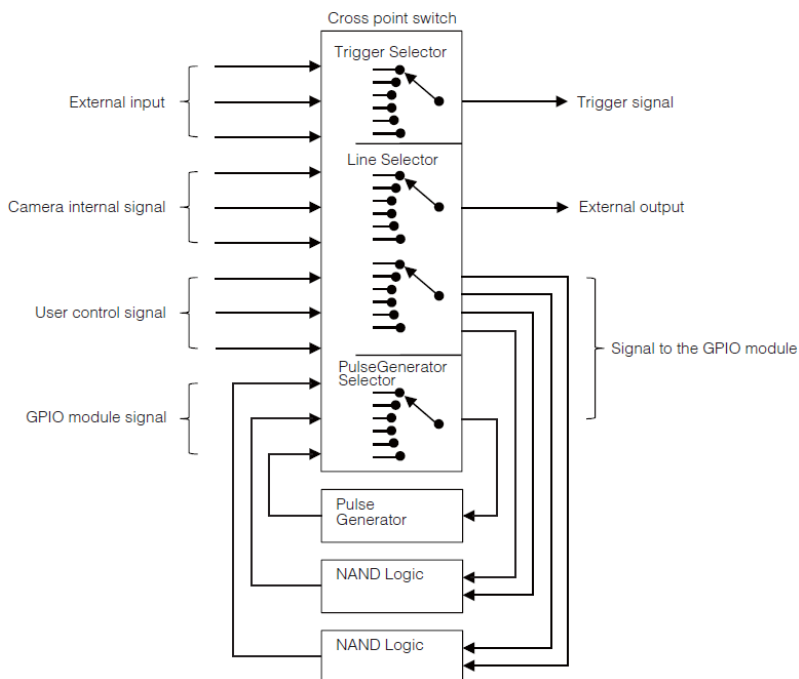 Cross point switch
Trigger Selector
External input
Trigger signal
Line Selector
Camera internal signal
External output
User control signal
Signal to the GPIO module
PulseGenerator
Selector
GPIO module signal
Pulse
Generator
NAND Logic
NAND Logic